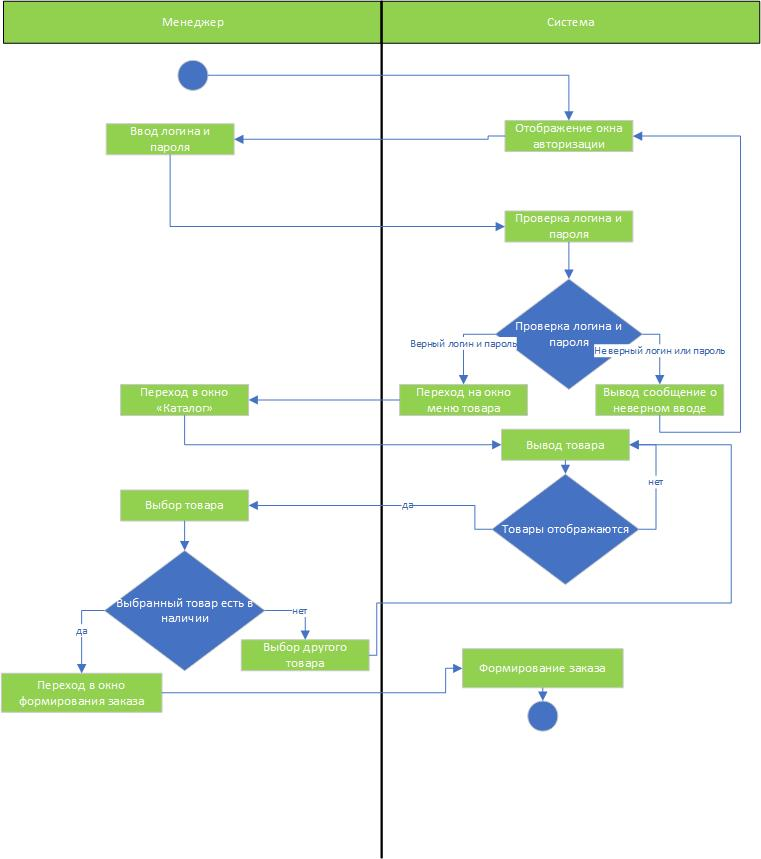 Менеджер
Система
Отображение окна
авторизации
Ввод логина и
пароля
Проверка логина и
пароля
Проверка логина и
пароля
Верный логин и пароль
Неверный логин или пароль
Переход в окно
«Каталог»
Переход на окно
меню товара
Вывод сообщение о
неверном вводе
Вывод товара
нет
Выбор товара
да
Товары отображаются
Выбранный товар есть в
наличии
да
нет
Выбор другого
товара
Формирование заказа
Переход в окно
формирования заказа